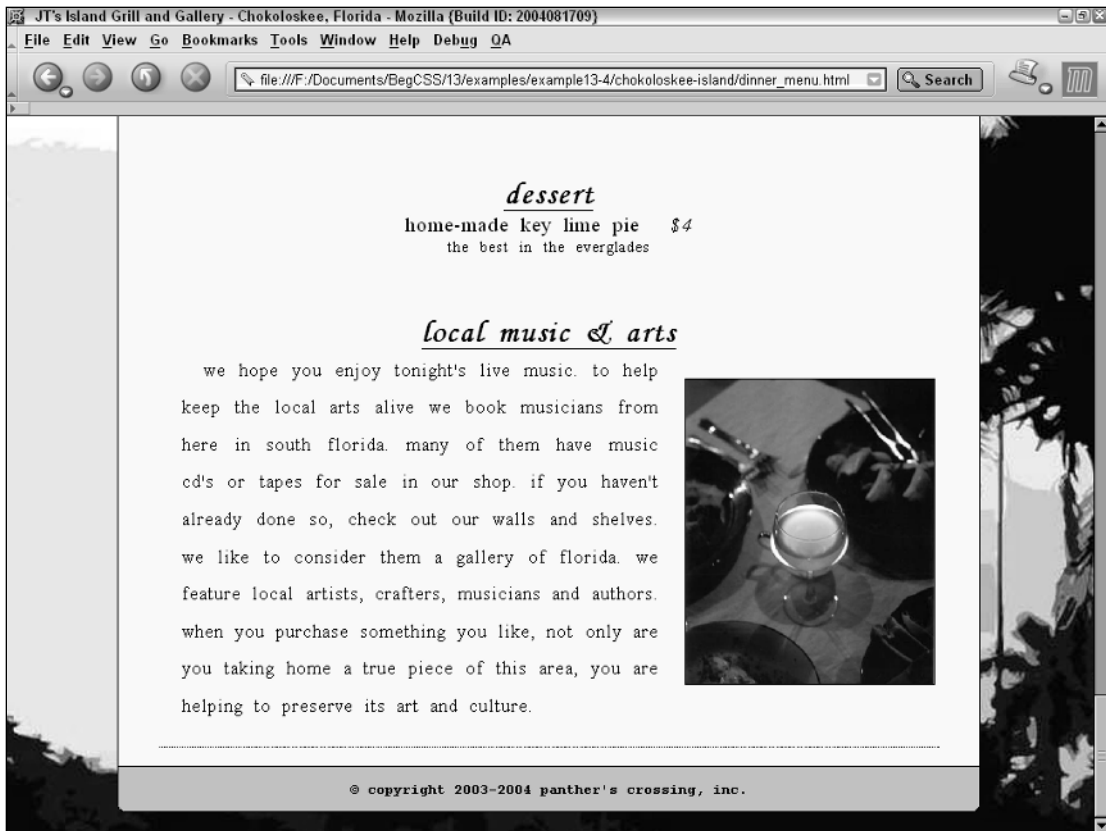 JT's Island Grill and Gallery - Chokoloskee, Florida - Mozilla {Build ID: 2004081709}
File Edit View Go Bookmarks Tools Window Help Debug QA
file:///F:/Documents/BegCSS/13/examples/example13-4/chokoloskee-island/dinner_menu.html Search
dessert
home-made key lime pie $4
the best in the everglades
local music & arts
we hope you enjoy tonight's live music. to help
keep the local arts alive we book musicians from
here in south florida. many of them have music
cd's or tapes for sale in our shop. if you haven't
already done so, check out our walls and shelves.
we like to consider them a gallery of florida. we
feature local artists, crafters, musicians and authors.
when you purchase something you like, not only are
you taking home a true piece of this area, you are
helping to preserve its art and culture.
© copyright 2003-2004 panther's crossing, inc.